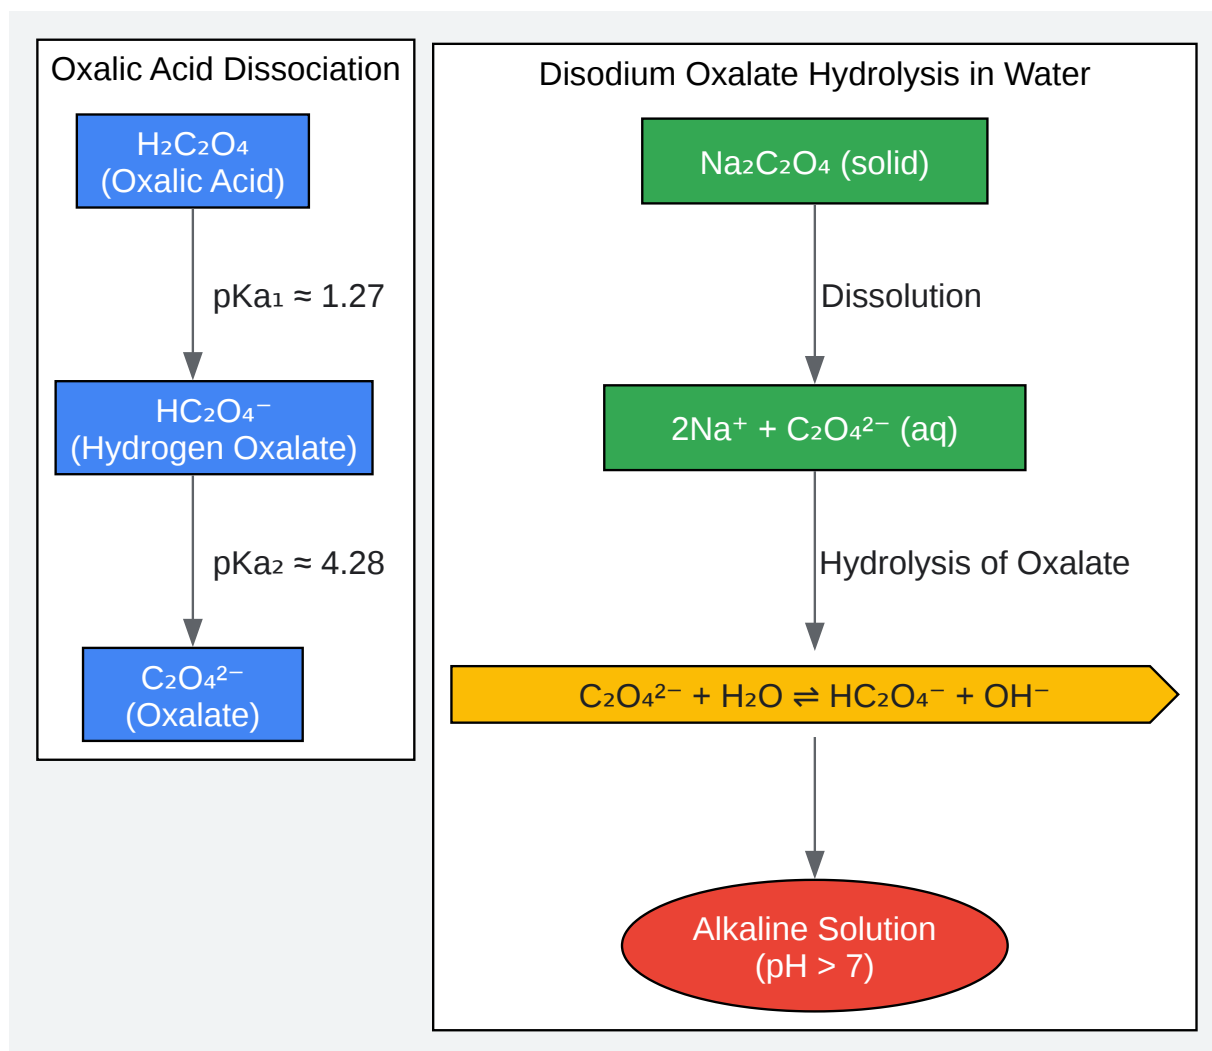 Oxalic Acid Dissociation
H₂C₂O₄
(Oxalic Acid)
pKa₁ ≈ 1.27
HC₂O₄⁻
(Hydrogen Oxalate)
pKa₂ ≈ 4.28
C₂O₄²⁻
(Oxalate)
Disodium Oxalate Hydrolysis in Water
Na₂C₂O₄ (solid)
Dissolution
2Na⁺ + C₂O₄²⁻ (aq)
Hydrolysis of Oxalate
C₂O₄²⁻ + H₂O ⇌ HC₂O₄⁻ + OH⁻
Alkaline Solution
(pH > 7)